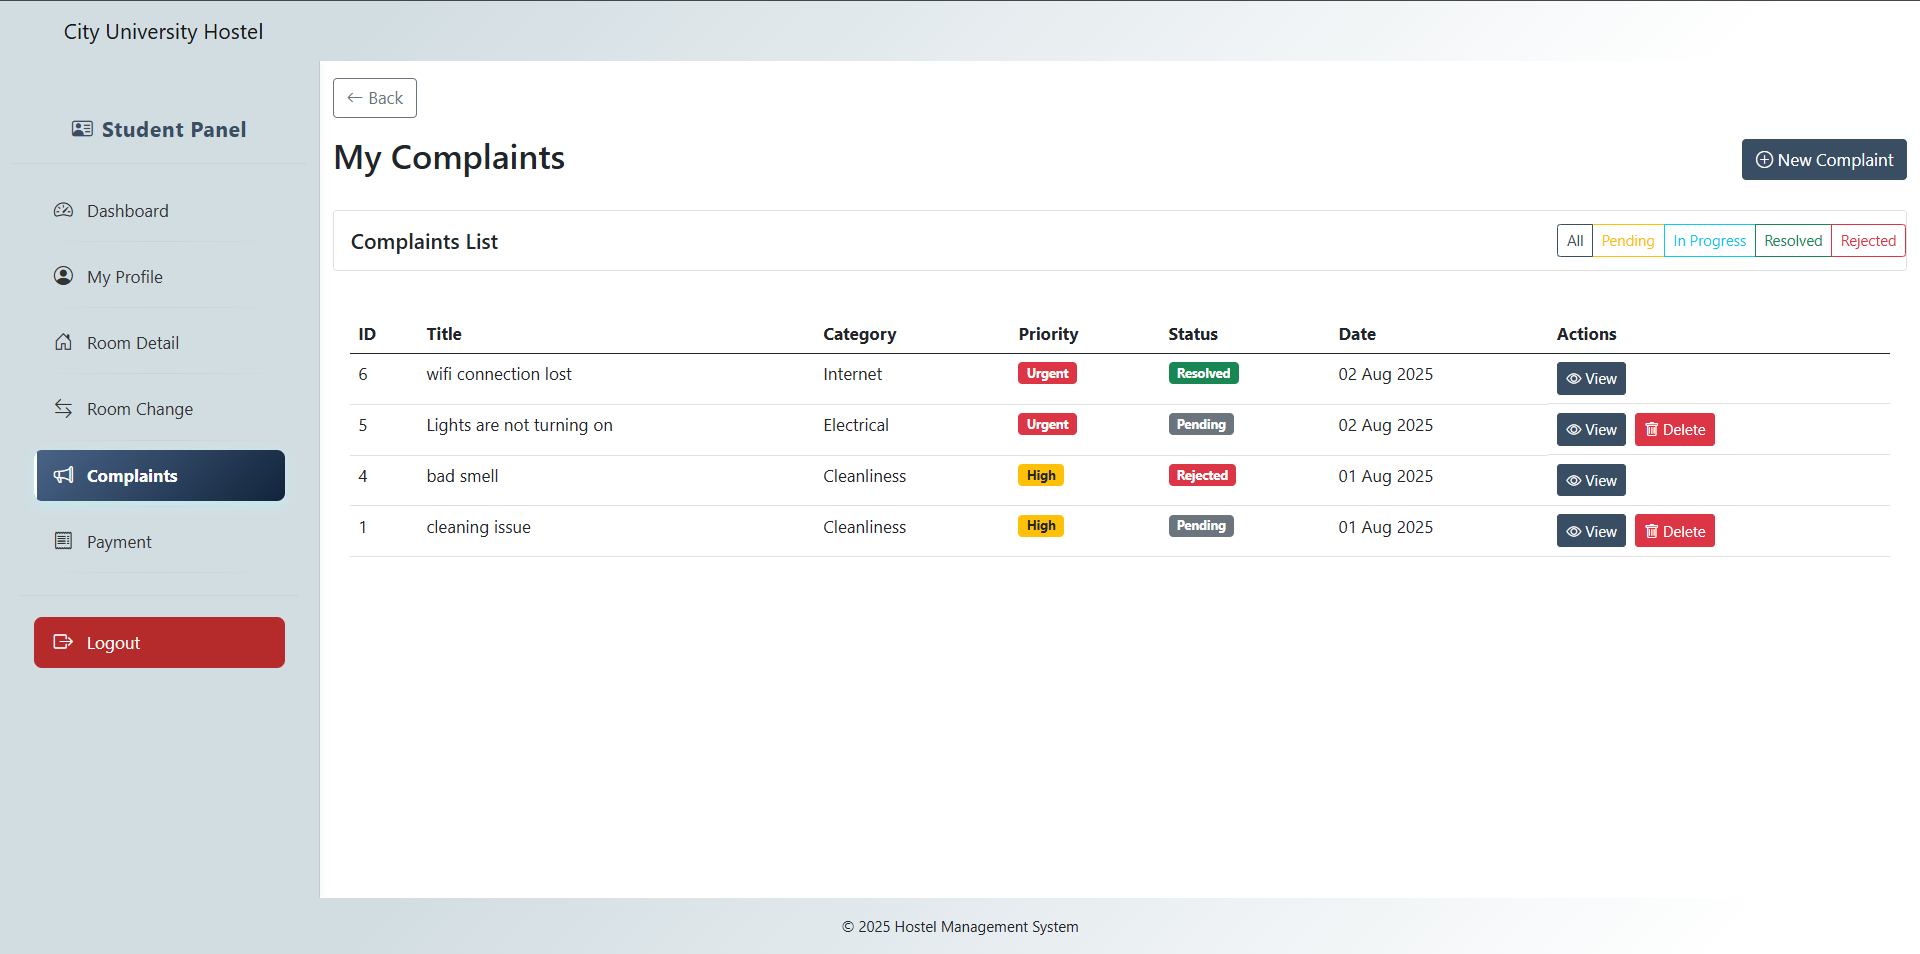 City University Hostel
Student Panel
Dashboard
My Profile
Room Detail
Room Change
Complaints
Payment
Logout
← Back
My Complaints
New Complaint
Complaints List
All Pending In Progress Resolved Rejected
ID Title Category Priority Status Date Actions
6 wifi connection lost Internet Urgent Resolved 02 Aug 2025 View
5 Lights are not turning on Electrical Urgent Pending 02 Aug 2025 View Delete
4 bad smell Cleanliness High Rejected 01 Aug 2025 View
1 cleaning issue Cleanliness High Pending 01 Aug 2025 View Delete
© 2025 Hostel Management System